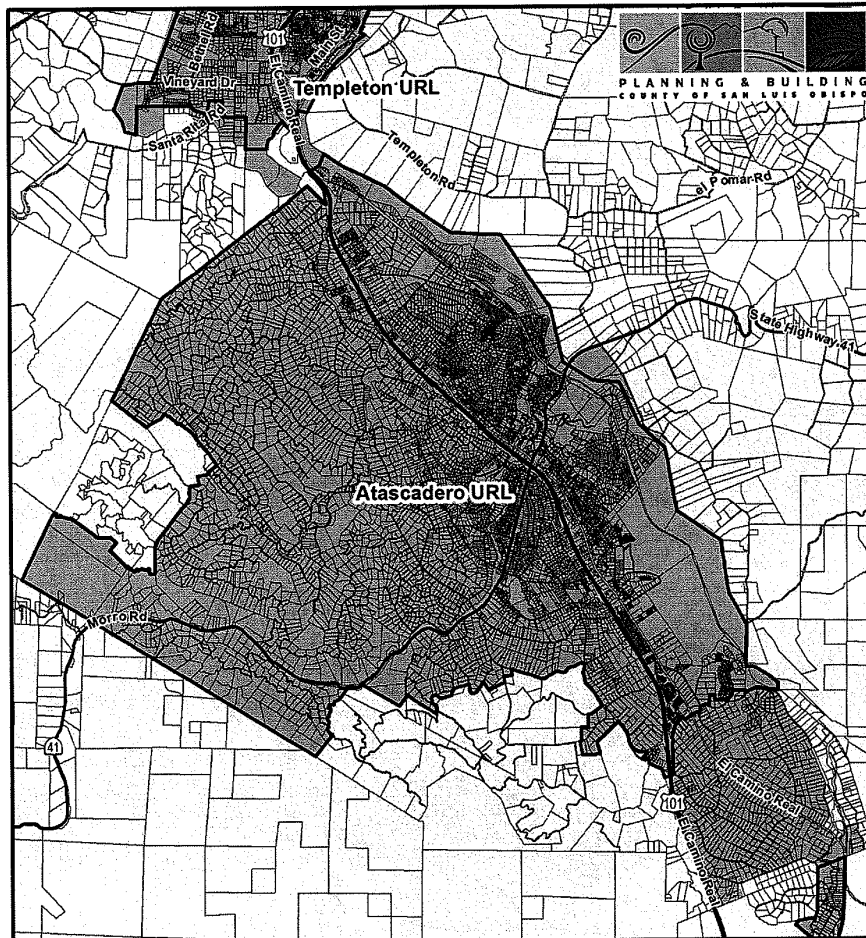 Bethel Rd
101
Main St
El Camino Real
Vineyard Dr
Templeton URL
Santa Rita Rd
PLANNING & BUILDING
COUNTY OF SAN LUIS OBISPO
Templeton Rd
el Pomar Rd
State Highway 41
Atascadero URL
Morro Rd
41
El Camino Real
101
El Camino Real